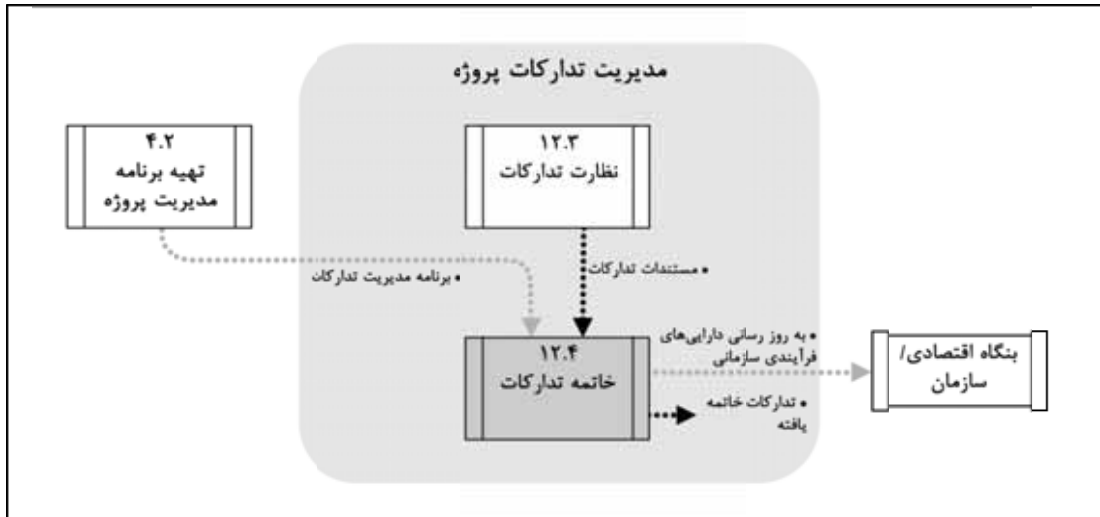 مدیریت تدارکات پروژه
۱۲.۳
نظارت تدارکات
۴.۲
تهیه برنامه
مدیریت پروژه
• مستندات تدارکات
• برنامه مدیریت تدارکات
۱۲.۴
خاتمه تدارکات
• به روز رسانی دارایی‌های
فرآیندی سازمانی
• تدارکات خاتمه
یافته
بنگاه اقتصادی/
سازمان